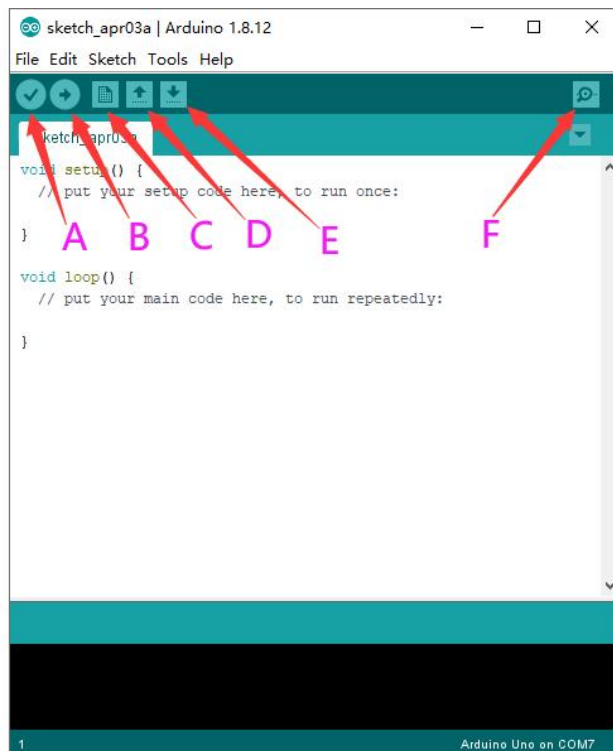 sketch_apr03a | Arduino 1.8.12
File Edit Sketch Tools Help
sketch_apr03a
void setup() {
// put your setup code here, to run once:
}
A B C D E F
void loop() {
// put your main code here, to run repeatedly:
}
1
Arduino Uno on COM7